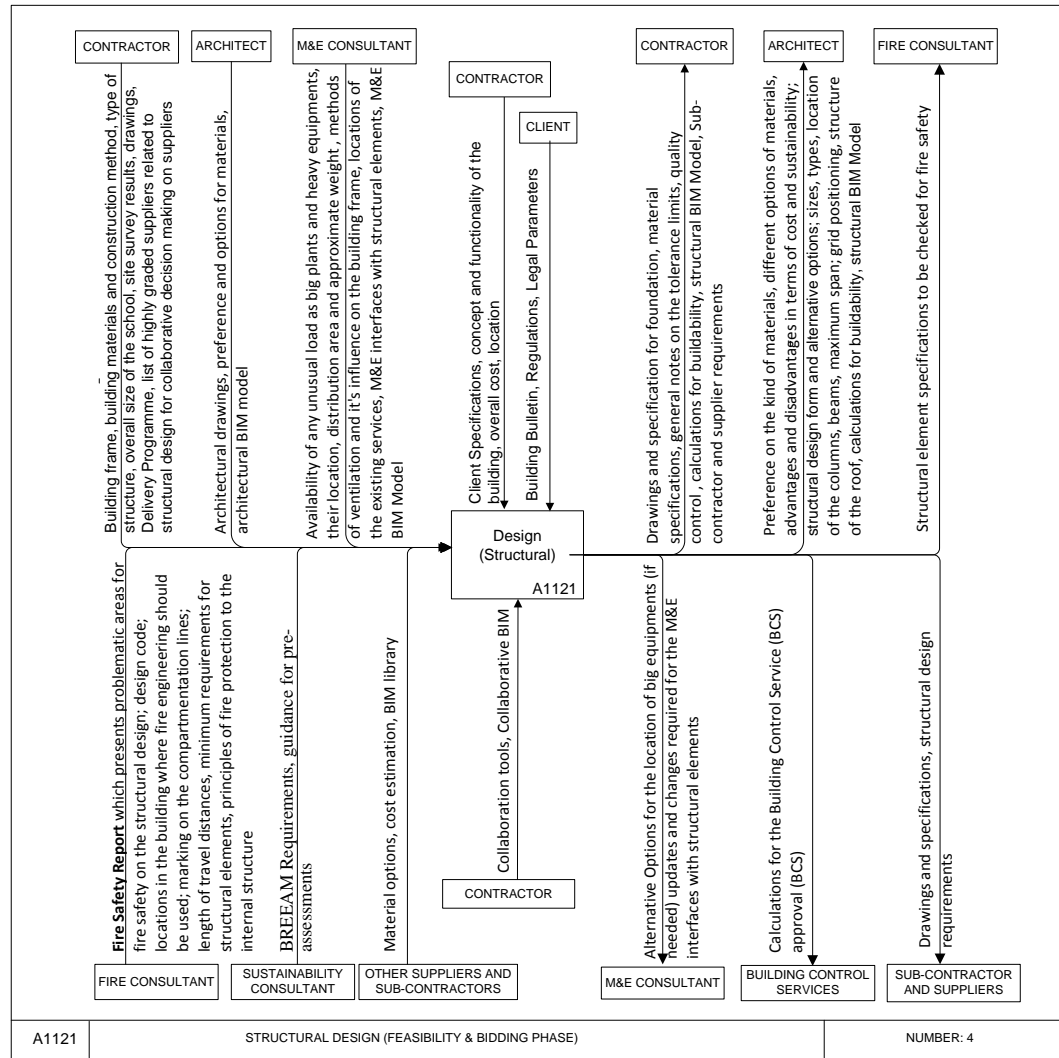 CONTRACTOR
Building frame, building materials and construction method, type of
structure, overall size of the school, site survey results, drawings,
Delivery Programme, list of highly graded suppliers related to
structural design for collaborative decision making on suppliers
ARCHITECT
Architectural drawings, preference and options for materials,
architectural BIM model
M&E CONSULTANT
Availability of any unusual load as big plants and heavy equipments,
their location, distribution area and approximate weight , methods
of ventilation and it's influence on the building frame, locations of
the existing services, M&E interfaces with structural elements, M&E
BIM Model
CONTRACTOR
Client Specifications, concept and functionality of the
building, overall cost, location
CLIENT
Building Bulletin, Regulations, Legal Parameters
CONTRACTOR
Drawings and specification for foundation, material
specifications, general notes on the tolerance limits, quality
control , calculations for buildability, structural BIM Model, Sub-
contractor and supplier requirements
ARCHITECT
Preference on the kind of materials, different options of materials,
advantages and disadvantages in terms of cost and sustainability;
structural design form and alternative options; sizes, types, location
of the columns, beams, maximum span; grid positioning, structure
of the roof, calculations for buildability, structural BIM Model
FIRE CONSULTANT
Structural element specifications to be checked for fire safety
Design
(Structural)
A1121
Fire Safety Report which presents problematic areas for
fire safety on the structural design; design code;
locations in the building where fire engineering should
be used; marking on the compartmentation lines;
length of travel distances, minimum requirements for
structural elements, principles of fire protection to the
internal structure
FIRE CONSULTANT
BREEAM Requirements, guidance for pre-
assessments
SUSTAINABILITY
CONSULTANT
Material options, cost estimation, BIM library
OTHER SUPPLIERS AND
SUB-CONTRACTORS
Collaboration tools, Collaborative BIM
CONTRACTOR
Alternative Options for the location of big equipments (if
needed) updates and changes required for the M&E
interfaces with structural elements
M&E CONSULTANT
Calculations for the Building Control Service (BCS)
approval (BCS)
BUILDING CONTROL
SERVICES
Drawings and specifications, structural design
requirements
SUB-CONTRACTOR
AND SUPPLIERS
A1121
STRUCTURAL DESIGN (FEASIBILITY & BIDDING PHASE)
NUMBER: 4